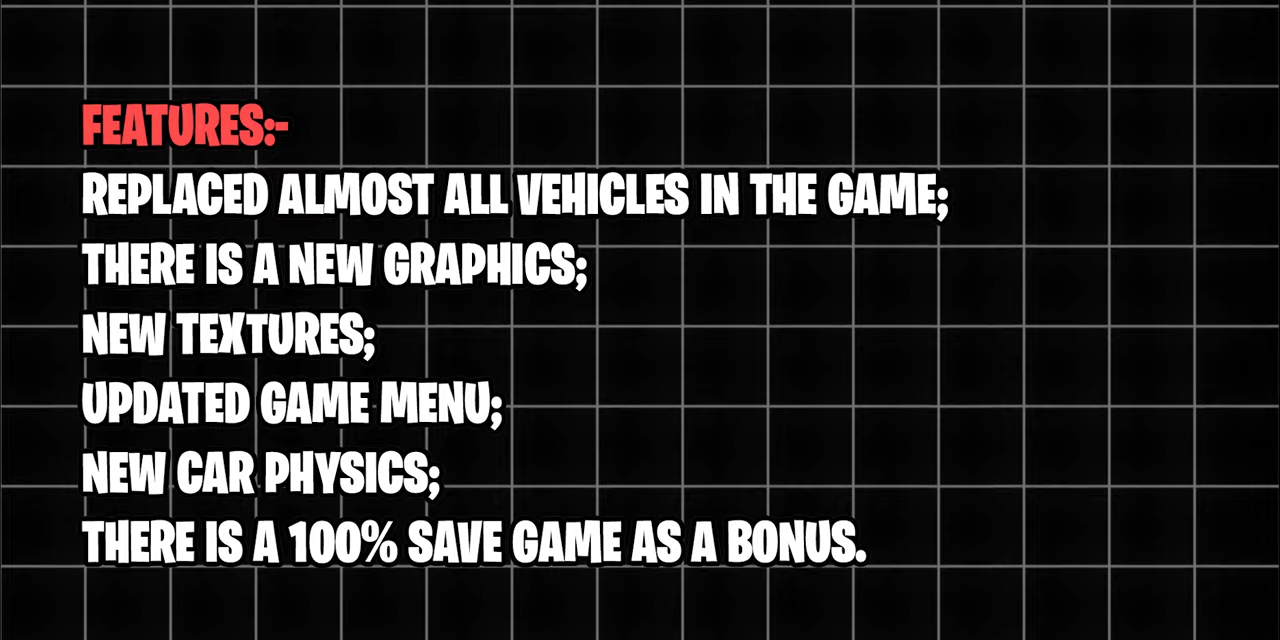 FEATURES:-
REPLACED ALMOST ALL VEHICLES IN THE GAME;
THERE IS A NEW GRAPHICS;
NEW TEXTURES;
UPDATED GAME MENU;
NEW CAR PHYSICS;
THERE IS A 100% SAVE GAME AS A BONUS.